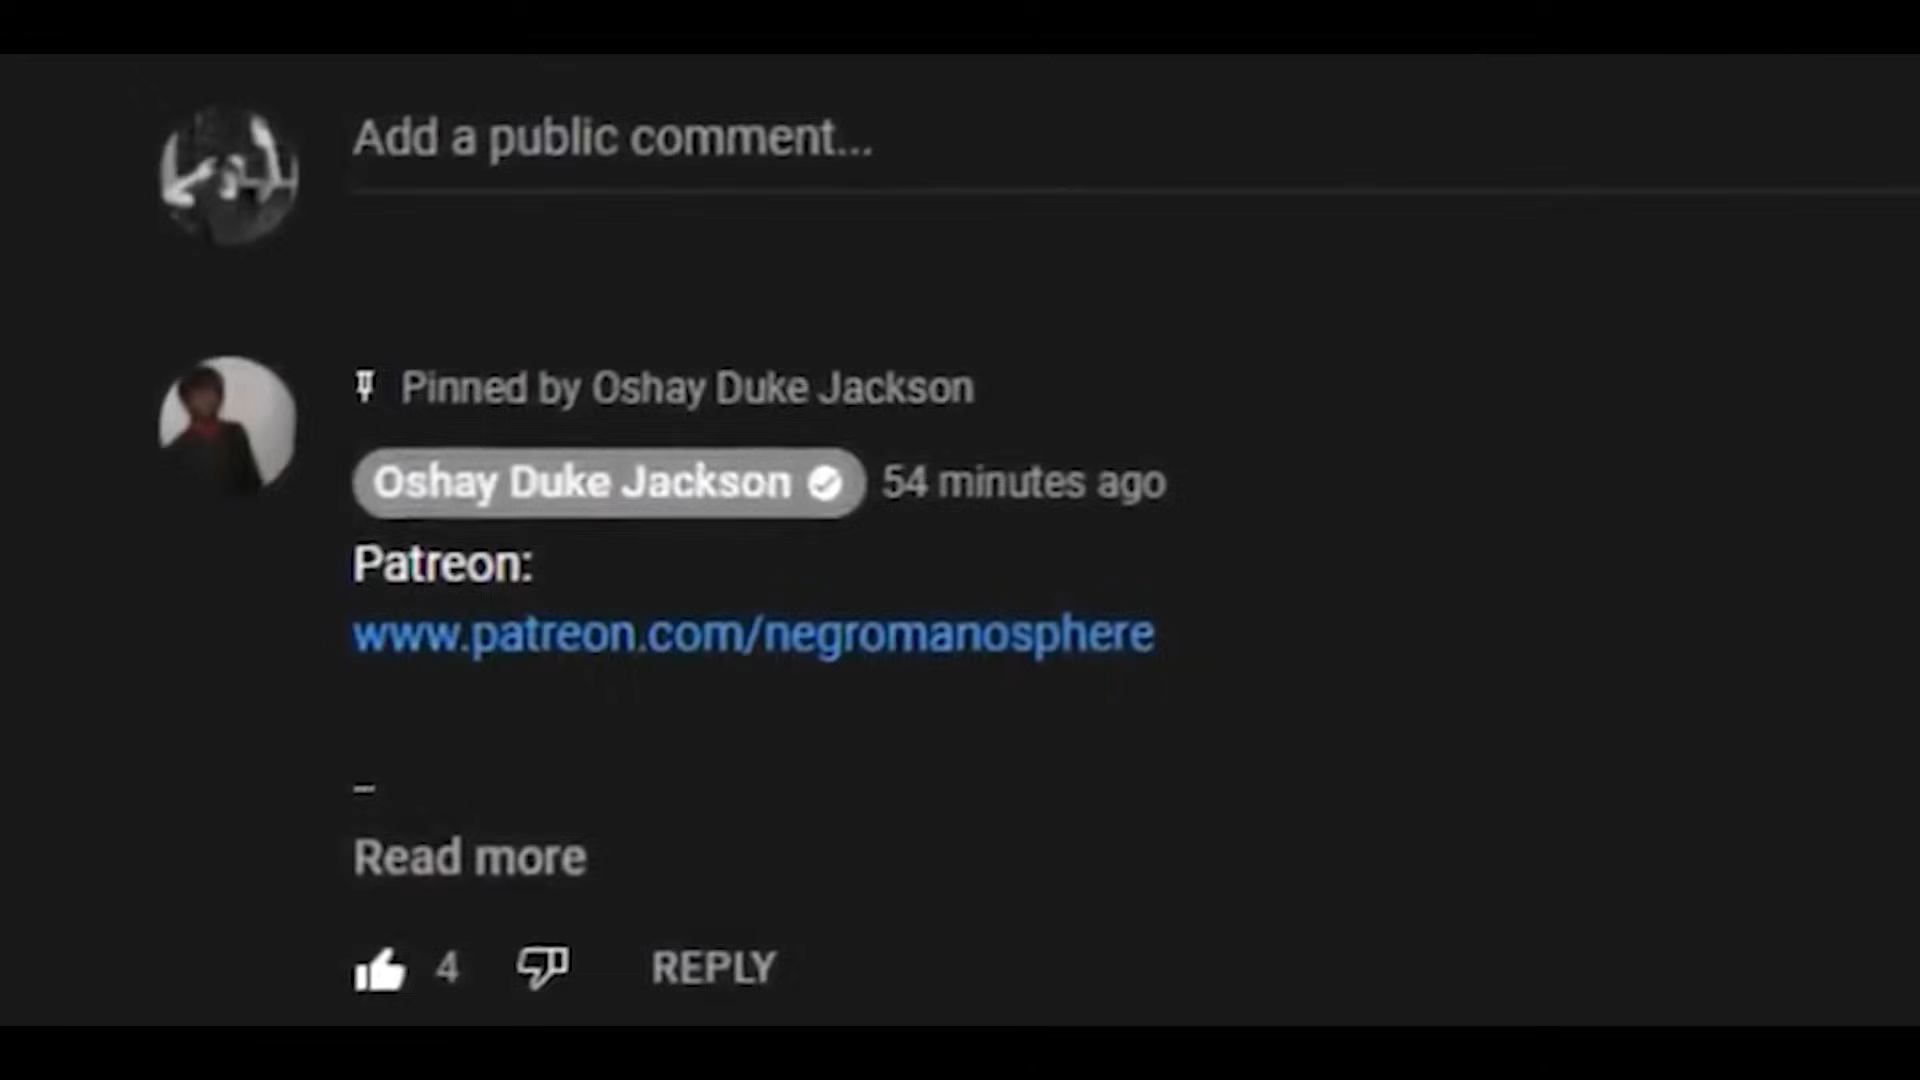 Add a public comment...
Pinned by Oshay Duke Jackson
Oshay Duke Jackson 54 minutes ago
Patreon:
www.patreon.com/negromanosphere
–
Read more
4 REPLY